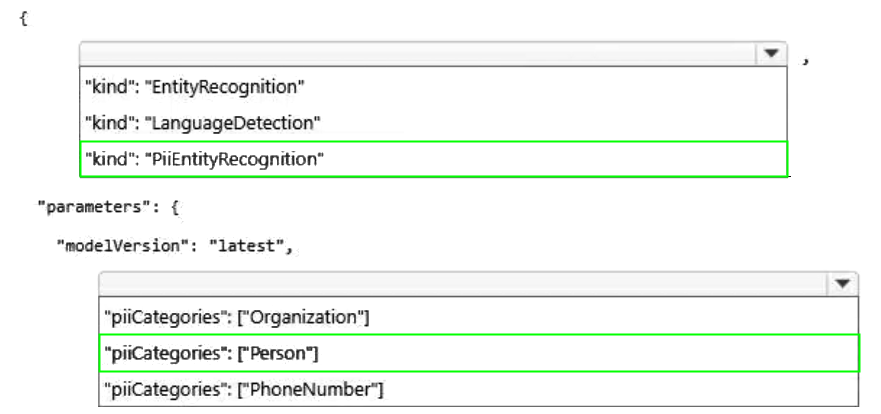 {
,
"kind": "EntityRecognition"
"kind": "LanguageDetection"
"kind": "PiiEntityRecognition"
"parameters": {
"modelVersion": "latest",
"piiCategories": ["Organization"]
"piiCategories": ["Person"]
"piiCategories": ["PhoneNumber"]